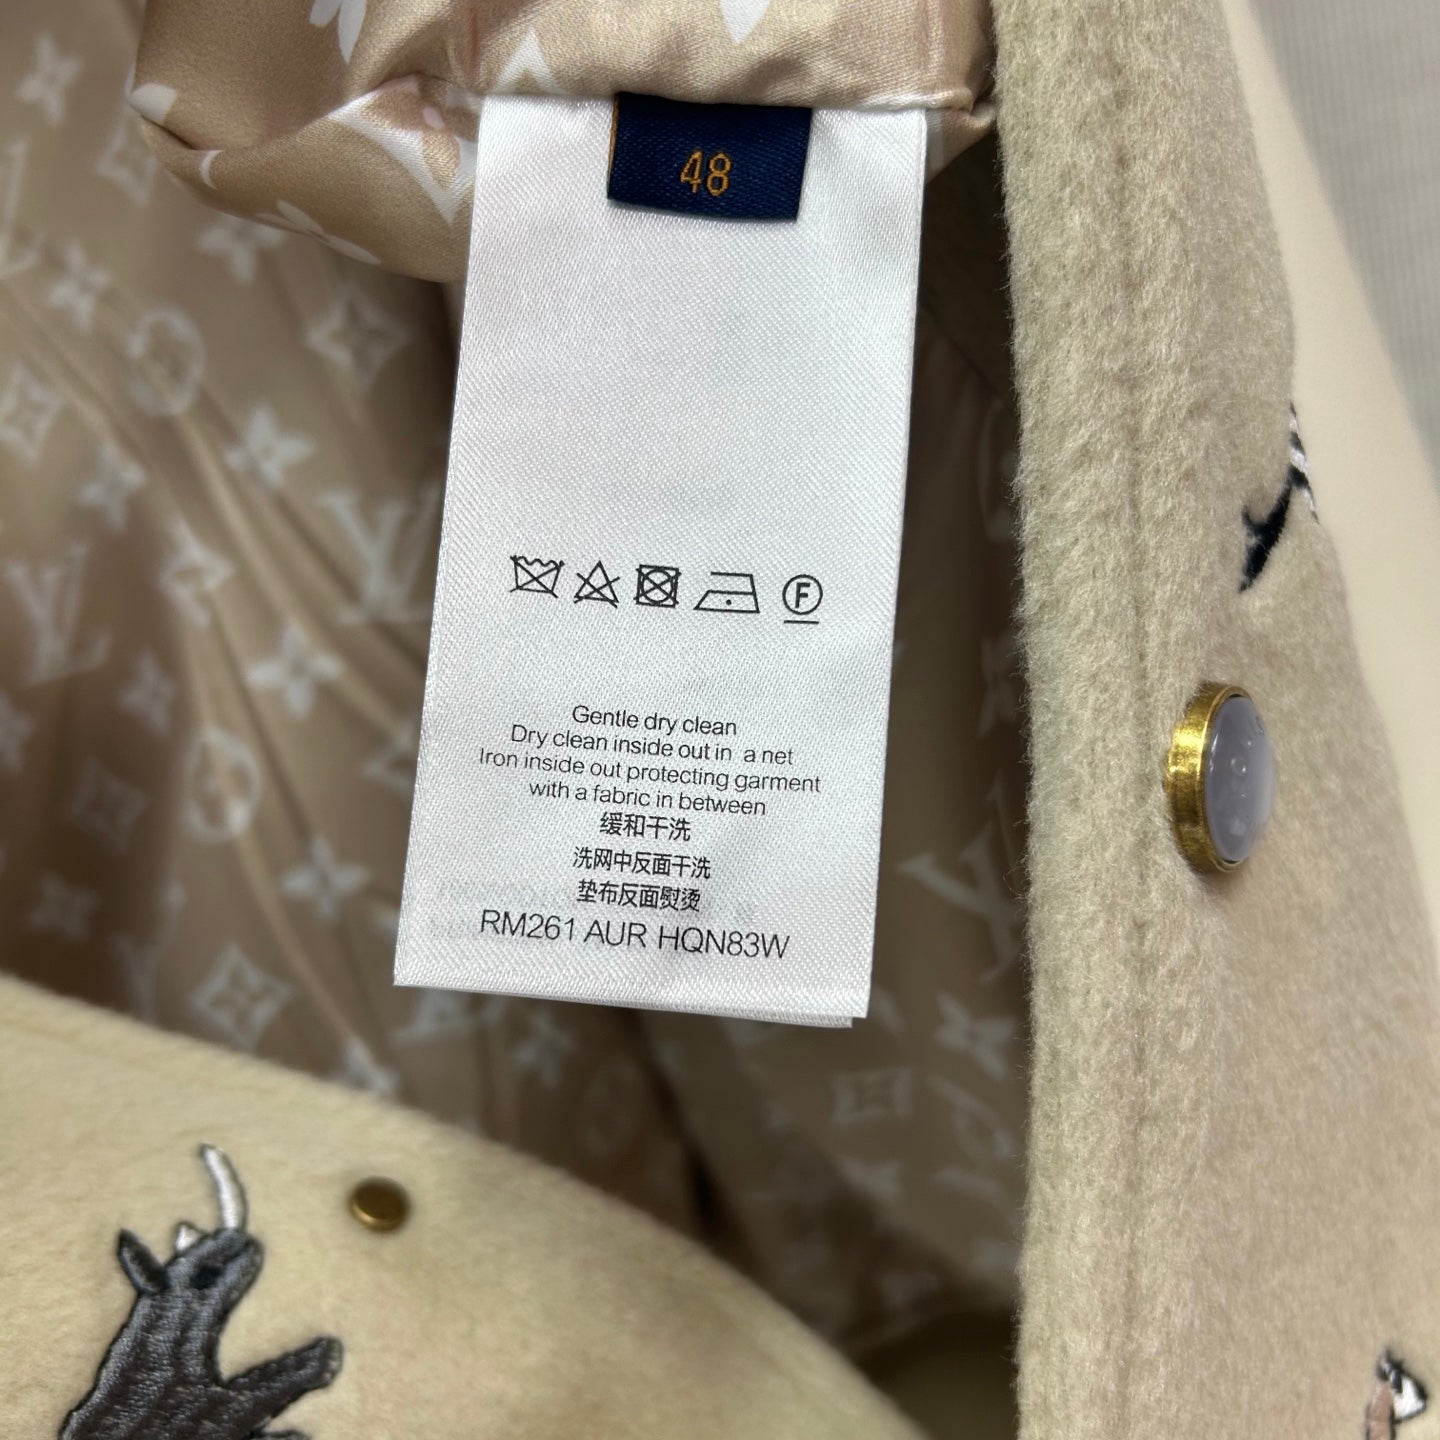 48
F
Gentle dry clean
Dry clean inside out in a net
Iron inside out protecting garment
with a fabric in between
缓和干洗
洗网中反面干洗
垫布反面熨烫
RM261 AUR HQN83W